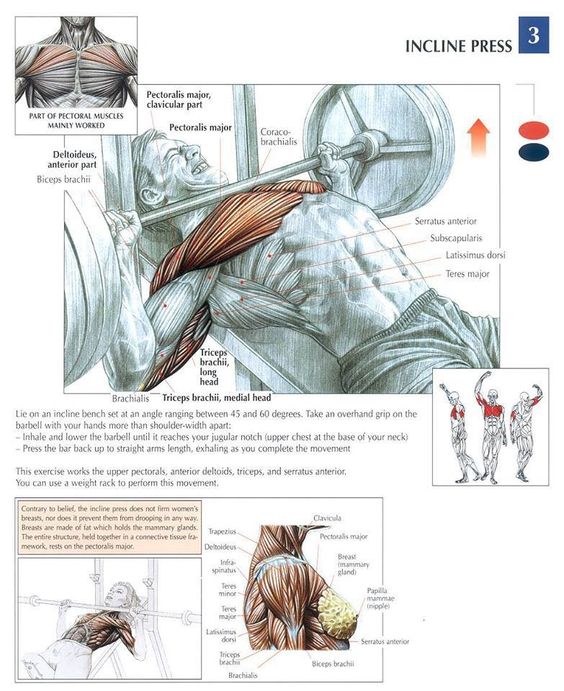 INCLINE PRESS 3
PART OF PECTORAL MUSCLES
MAINLY WORKED
Pectoralis major,
clavicular part
Pectoralis major
Coraco-
brachialis
Deltoideus,
anterior part
Biceps brachii
Serratus anterior
Subscapularis
Latissimus dorsi
Teres major
Triceps
brachii,
long
head
Brachialis
Triceps brachii, medial head
Lie on an incline bench set at an angle ranging between 45 and 60 degrees. Take an overhand grip on the
barbell with your hands more than shoulder-width apart:
– Inhale and lower the barbell until it reaches your jugular notch (upper chest at the base of your neck)
– Press the bar back up to straight arms length, exhaling as you complete the movement
This exercise works the upper pectorals, anterior deltoids, triceps, and serratus anterior.
You can use a weight rack to perform this movement.
Contrary to belief, the incline press does not firm women's
breasts, nor does it prevent them from drooping in any way.
Breasts are made of fat which holds the mammary glands.
The entire structure, held together in a connective tissue fra-
mework, rests on the pectoralis major.
Clavicula
Trapezius
Pectoralis major
Deltoideus
Breast
(mammary
gland)
Infra-
spinatus
Teres
minor
Papilla
mammae
(nipple)
Teres
major
Latissimus
dorsi
Serratus anterior
Triceps
brachii
Biceps brachii
Brachialis